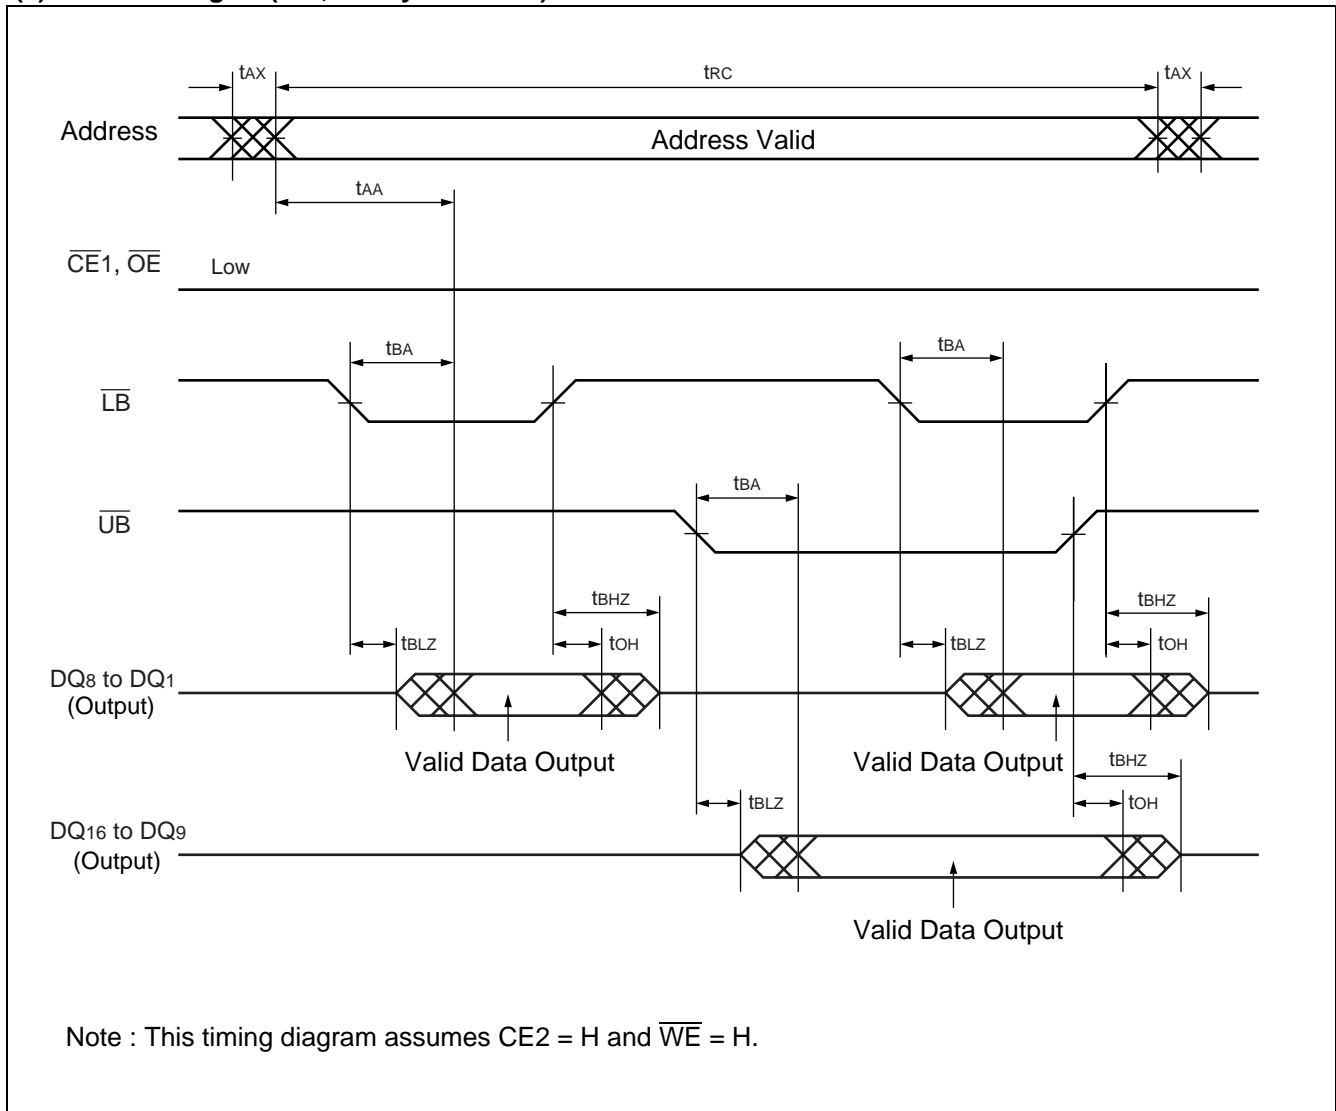 tAX tRC tAX
Address Address Valid
tAA
CE1, OE Low
tBA tBA
LB
tBA
UB
tBHZ tBHZ
tBLZ tOH tBLZ tOH
DQ8 to DQ1
(Output)
Valid Data Output Valid Data Output
tBHZ
tBLZ tOH
DQ16 to DQ9
(Output)
Valid Data Output
Note : This timing diagram assumes CE2 = H and WE = H.